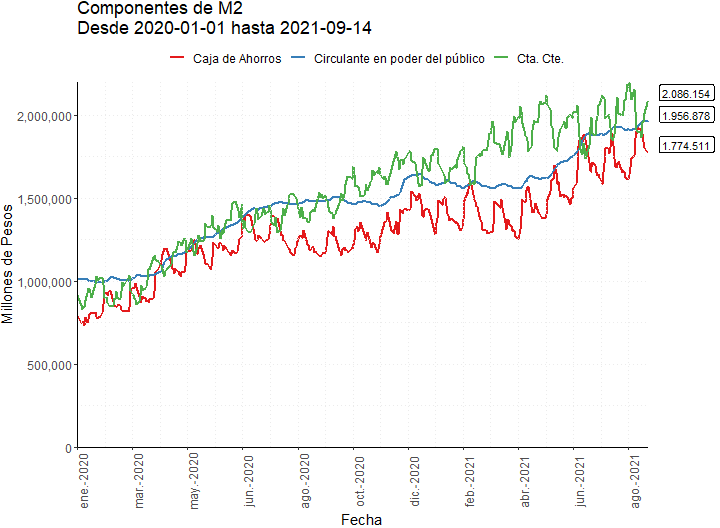 Componentes de M2
Desde 2020-01-01 hasta 2021-09-14
Caja de Ahorros Circulante en poder del público Cta. Cte.
2.086.154
1.956.878
1.774.511
2,000,000
1,500,000
1,000,000
500,000
0
Millones de Pesos
ene.-2020 mar.-2020 may.-2020 jun.-2020 ago.-2020 oct.-2020 dic.-2020 feb.-2021 abr.-2021 jun.-2021 ago.-2021
Fecha